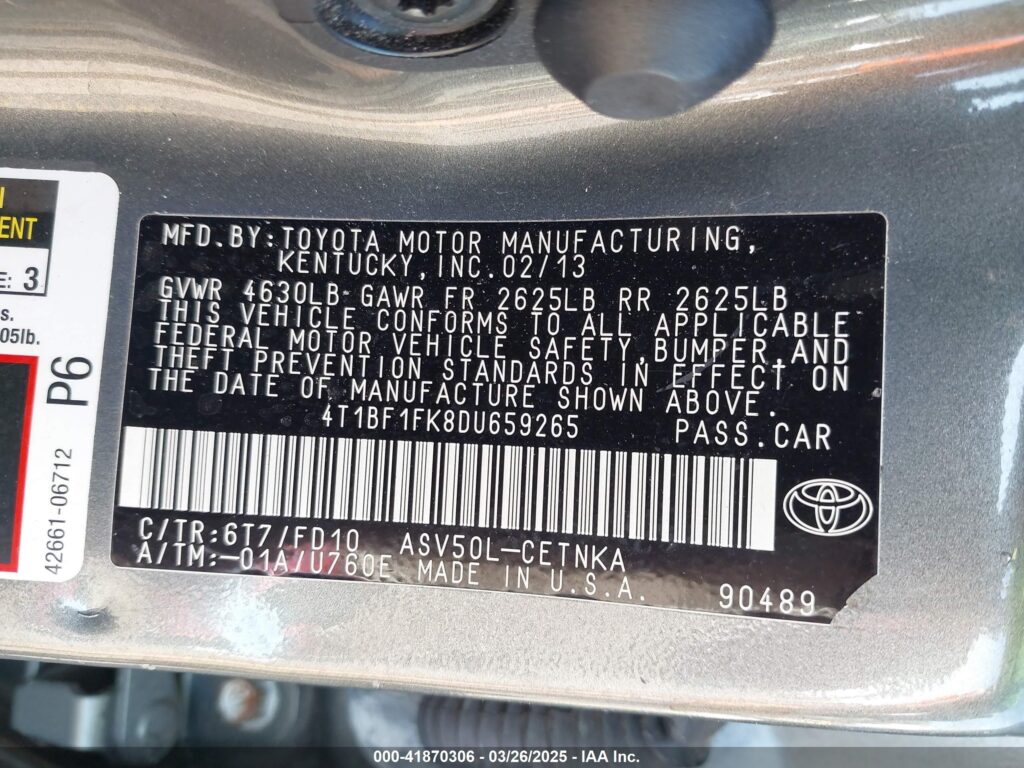 N
ENT
E: 3
s.
05lb.
P6
42661-06712
MFD.BY:TOYOTA MOTOR MANUFACTURING,
KENTUCKY,INC.02/13
GVWR 4630LB GAWR FR 2625LB RR 2625LB
THIS VEHICLE CONFORMS TO ALL APPLICABLE
FEDERAL MOTOR VEHICLE SAFETY,BUMPER,AND
THEFT PREVENTION STANDARDS IN EFFECT ON
THE DATE OF MANUFACTURE SHOWN ABOVE.
4T1BF1FK8DU659265 PASS.CAR
C/TR:6T7/FD10 ASV50L-CETNKA
A/TM:-01A/U760E MADE IN U.S.A. 90489
000-41870306 - 03/26/2025 - IAA Inc.